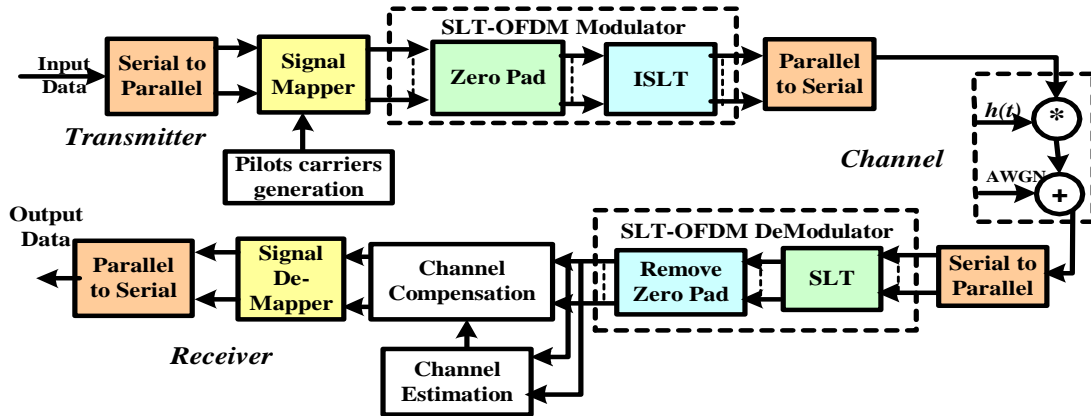 SLT-OFDM Modulator
Input
Data
Serial to
Parallel
Signal
Mapper
Zero Pad
ISLT
Parallel
to Serial
Transmitter
Pilots carriers
generation
h(t)
*
Channel
AWGN
+
Output
Data
SLT-OFDM DeModulator
Parallel
to Serial
Signal
De-
Mapper
Channel
Compensation
Remove
Zero Pad
SLT
Serial to
Parallel
Receiver
Channel
Estimation